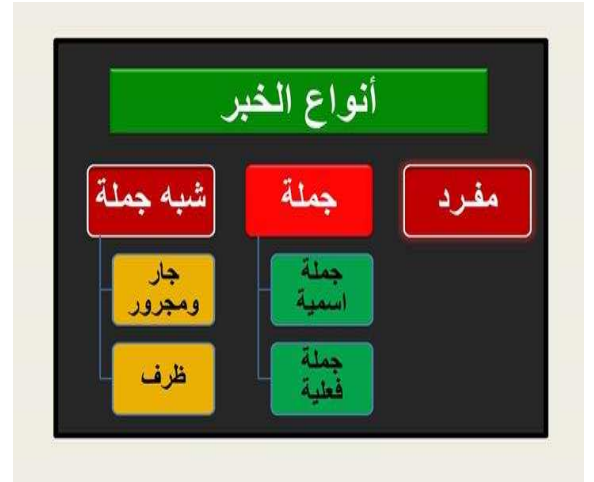 أنواع الخبر
مفرد
جملة
شبه جملة
جملة
اسمية
جملة
فعلية
جار
ومجرور
ظرف